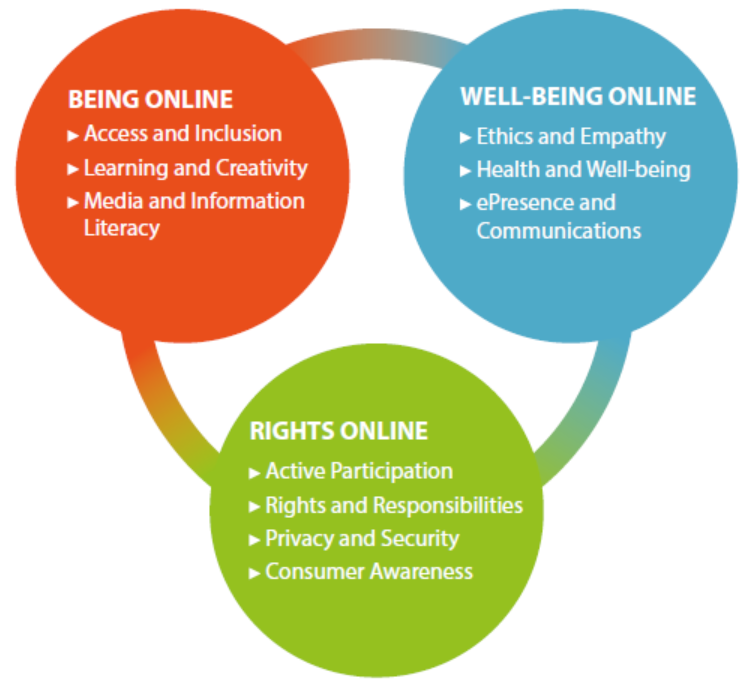 BEING ONLINE
▸ Access and Inclusion
▸ Learning and Creativity
▸ Media and Information
Literacy
WELL-BEING ONLINE
▸ Ethics and Empathy
▸ Health and Well-being
▸ ePresence and
Communications
RIGHTS ONLINE
▸ Active Participation
▸ Rights and Responsibilities
▸ Privacy and Security
▸ Consumer Awareness